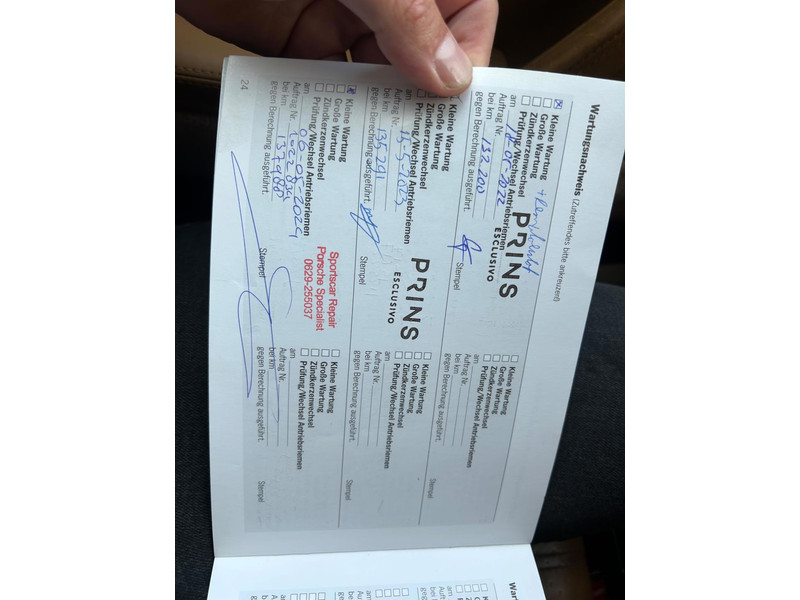 Wartungsnachweis (Zutreffendes bitte ankreuzen!)
Kleine Wartung
Große Wartung
Zündkerzenwechsel
Prüfung/Wechsel Antriebsriemen
am
Auftrag Nr.
bei km 132.200
gegen Berechnung ausgeführt.
PRINS
ESCLUSIVO
Stempel
Kleine Wartung
Große Wartung
Zündkerzenwechsel
Prüfung/Wechsel Antriebsriemen
am 15-5-2023
Auftrag Nr.
bei km 135.291
gegen Berechnung ausgeführt.
PRINS
ESCLUSIVO
Stempel
Kleine Wartung
Große Wartung
Zündkerzenwechsel
Prüfung/Wechsel Antriebsriemen
am 06-05-2024
Auftrag Nr.
bei km
gegen Berechnung ausgeführt.
Sportscar Repair
Porsche Specialist
0629-255037
Stempel
24
Kleine Wartung
Große Wartung
Zündkerzenwechsel
Prüfung/Wechsel Antriebsriemen
am
Auftrag Nr.
bei km
gegen Berechnung ausgeführt.
Stempel
Kleine Wartung
Große Wartung
Zündkerzenwechsel
Prüfung/Wechsel Antriebsriemen
am
Auftrag Nr.
bei km
gegen Berechnung ausgeführt.
Stempel
Kleine Wartung
Große Wartung
Zündkerzenwechsel
Prüfung/Wechsel Antriebsriemen
am
Auftrag Nr.
bei km
gegen Berechnung ausgeführt.
Stempel